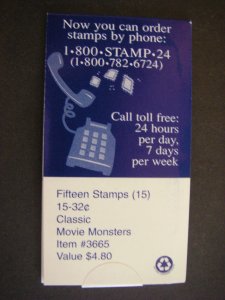 Now you can order
stamps by phone:
1•800•STAMP•24
(1•800•782•6724)
Call toll free:
24 hours
per day,
7 days
per week
Fifteen Stamps (15)
15-32¢
Classic
Movie Monsters
Item #3665
Value $4.80